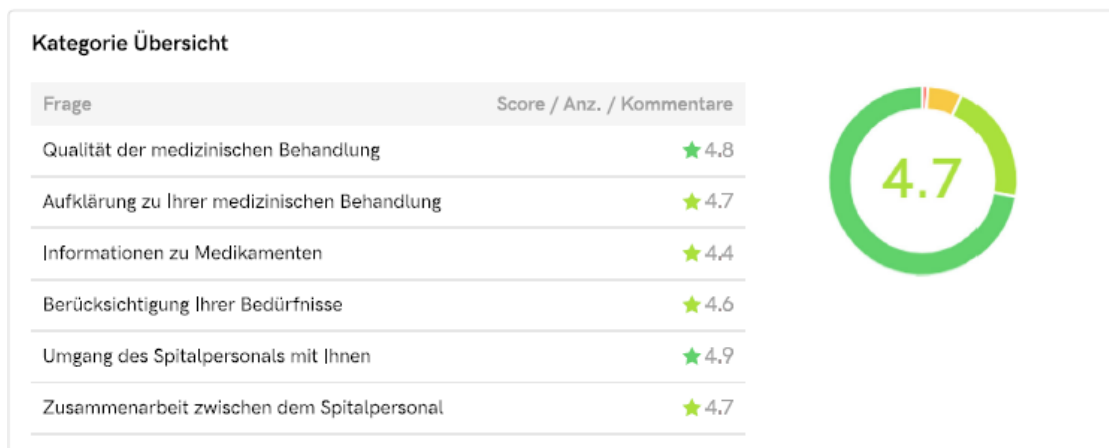 Kategorie Übersicht
Frage Score / Anz. / Kommentare
Qualität der medizinischen Behandlung 4.8
Aufklärung zu Ihrer medizinischen Behandlung 4.7
Informationen zu Medikamenten 4.4
Berücksichtigung Ihrer Bedürfnisse 4.6
Umgang des Spitalpersonals mit Ihnen 4.9
Zusammenarbeit zwischen dem Spitalpersonal 4.7
4.7